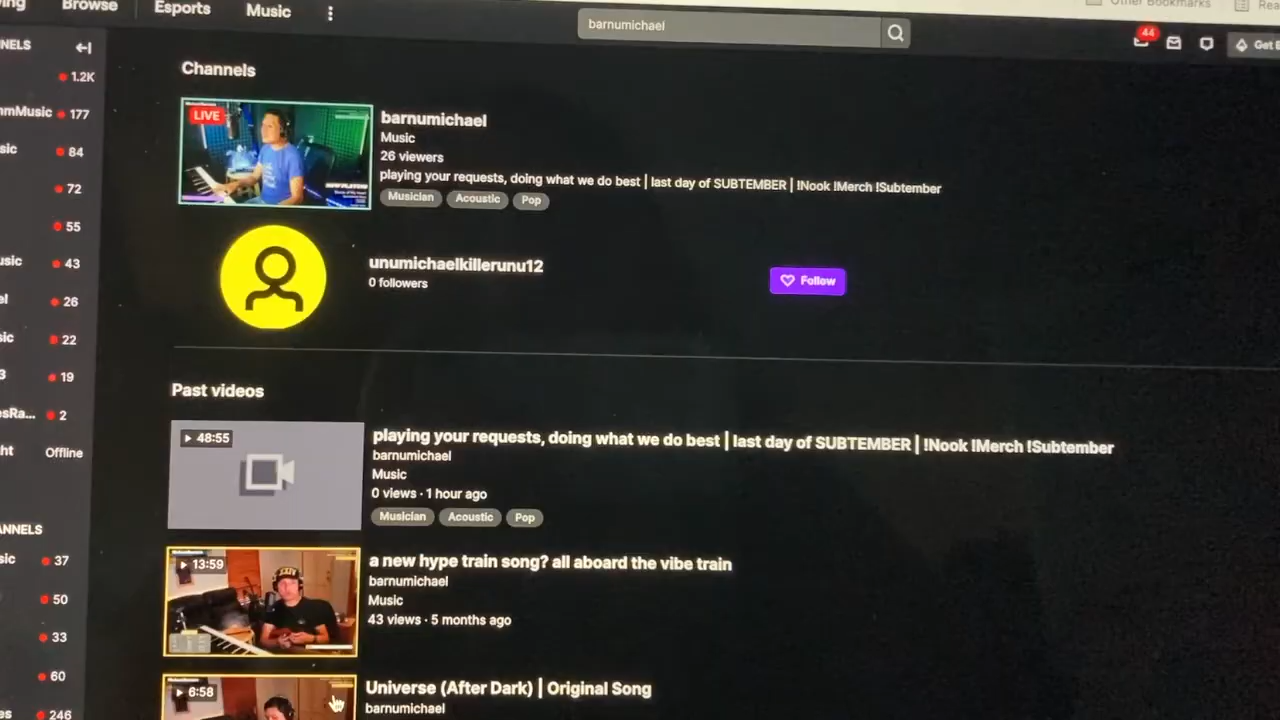 Browse
Esports
Music
barnumichael
Other Bookmarks
44
Channels
1.2K
177
84
72
55
43
26
22
19
2
Offline
37
50
33
60
246
LIVE
barnumichael
Music
26 viewers
playing your requests, doing what we do best | last day of SUBTEMBER | !Nook !Merch !Subtember
Musician
Acoustic
Pop
unumichaelkillerunu12
0 followers
Follow
Past videos
48:55
playing your requests, doing what we do best | last day of SUBTEMBER | !Nook !Merch !Subtember
barnumichael
Music
0 views · 1 hour ago
Musician
Acoustic
Pop
13:59
a new hype train song? all aboard the vibe train
barnumichael
Music
43 views · 5 months ago
6:58
Universe (After Dark) | Original Song
barnumichael